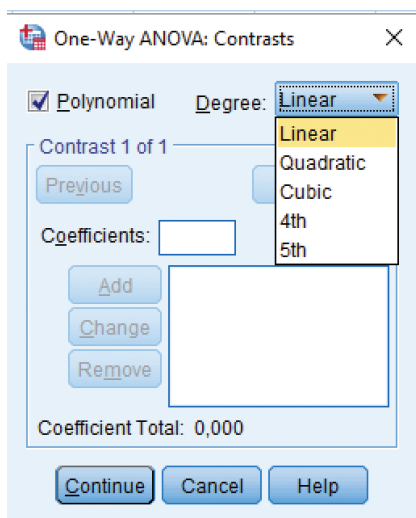 One-Way ANOVA: Contrasts
Polynomial Degree: Linear
Linear
Quadratic
Cubic
4th
5th
Contrast 1 of 1
Previous
Coefficients:
Add
Change
Remove
Coefficient Total: 0,000
Continue Cancel Help